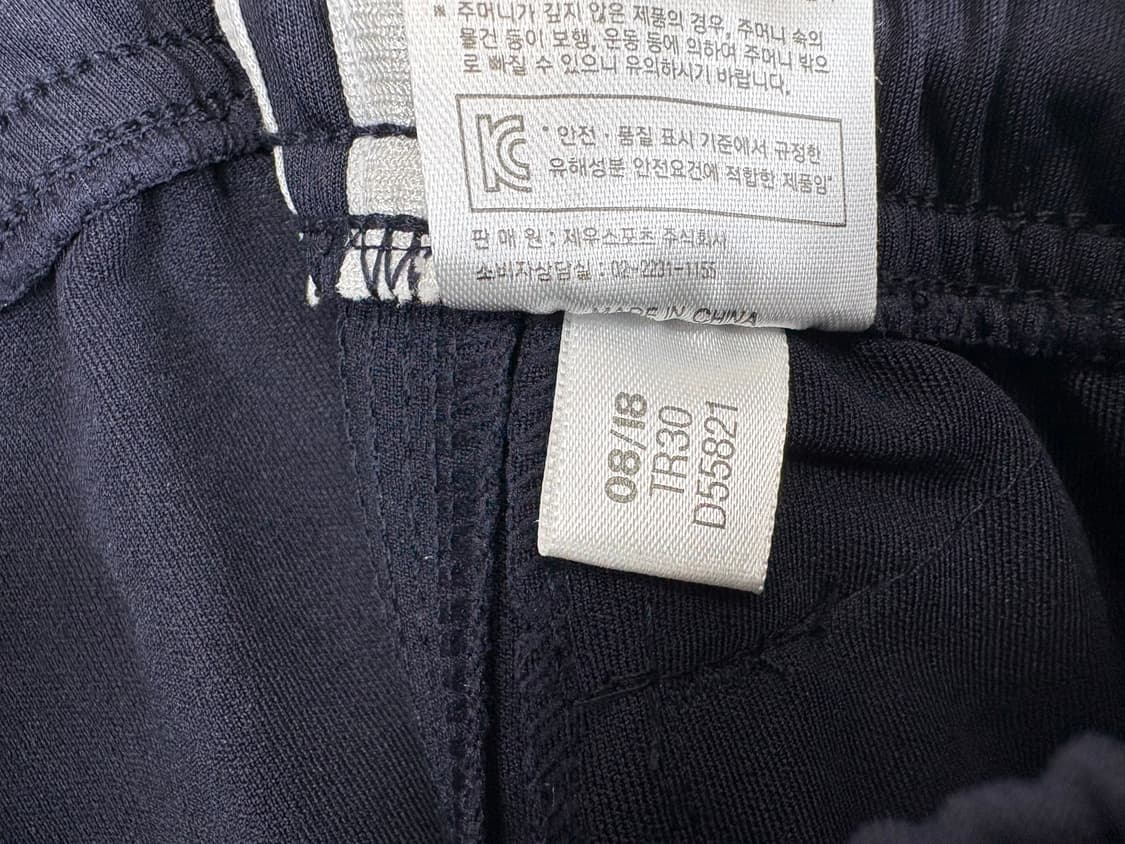 ※ 주머니가 깊지 않은 제품의 경우, 주머니 속의
물건 등이 보행, 운동 등에 의하여 주머니 밖으
로 빠질 수 있으니 유의하시기 바랍니다.
KC
"안전·품질 표시 기준에서 규정한
유해성분 안전요건에 적합한 제품임"
판 매 원 : 제우스포츠 주식회사
소비자상담실 : 02-2231-1155
MADE IN CHINA
08/18
TR30
D55821